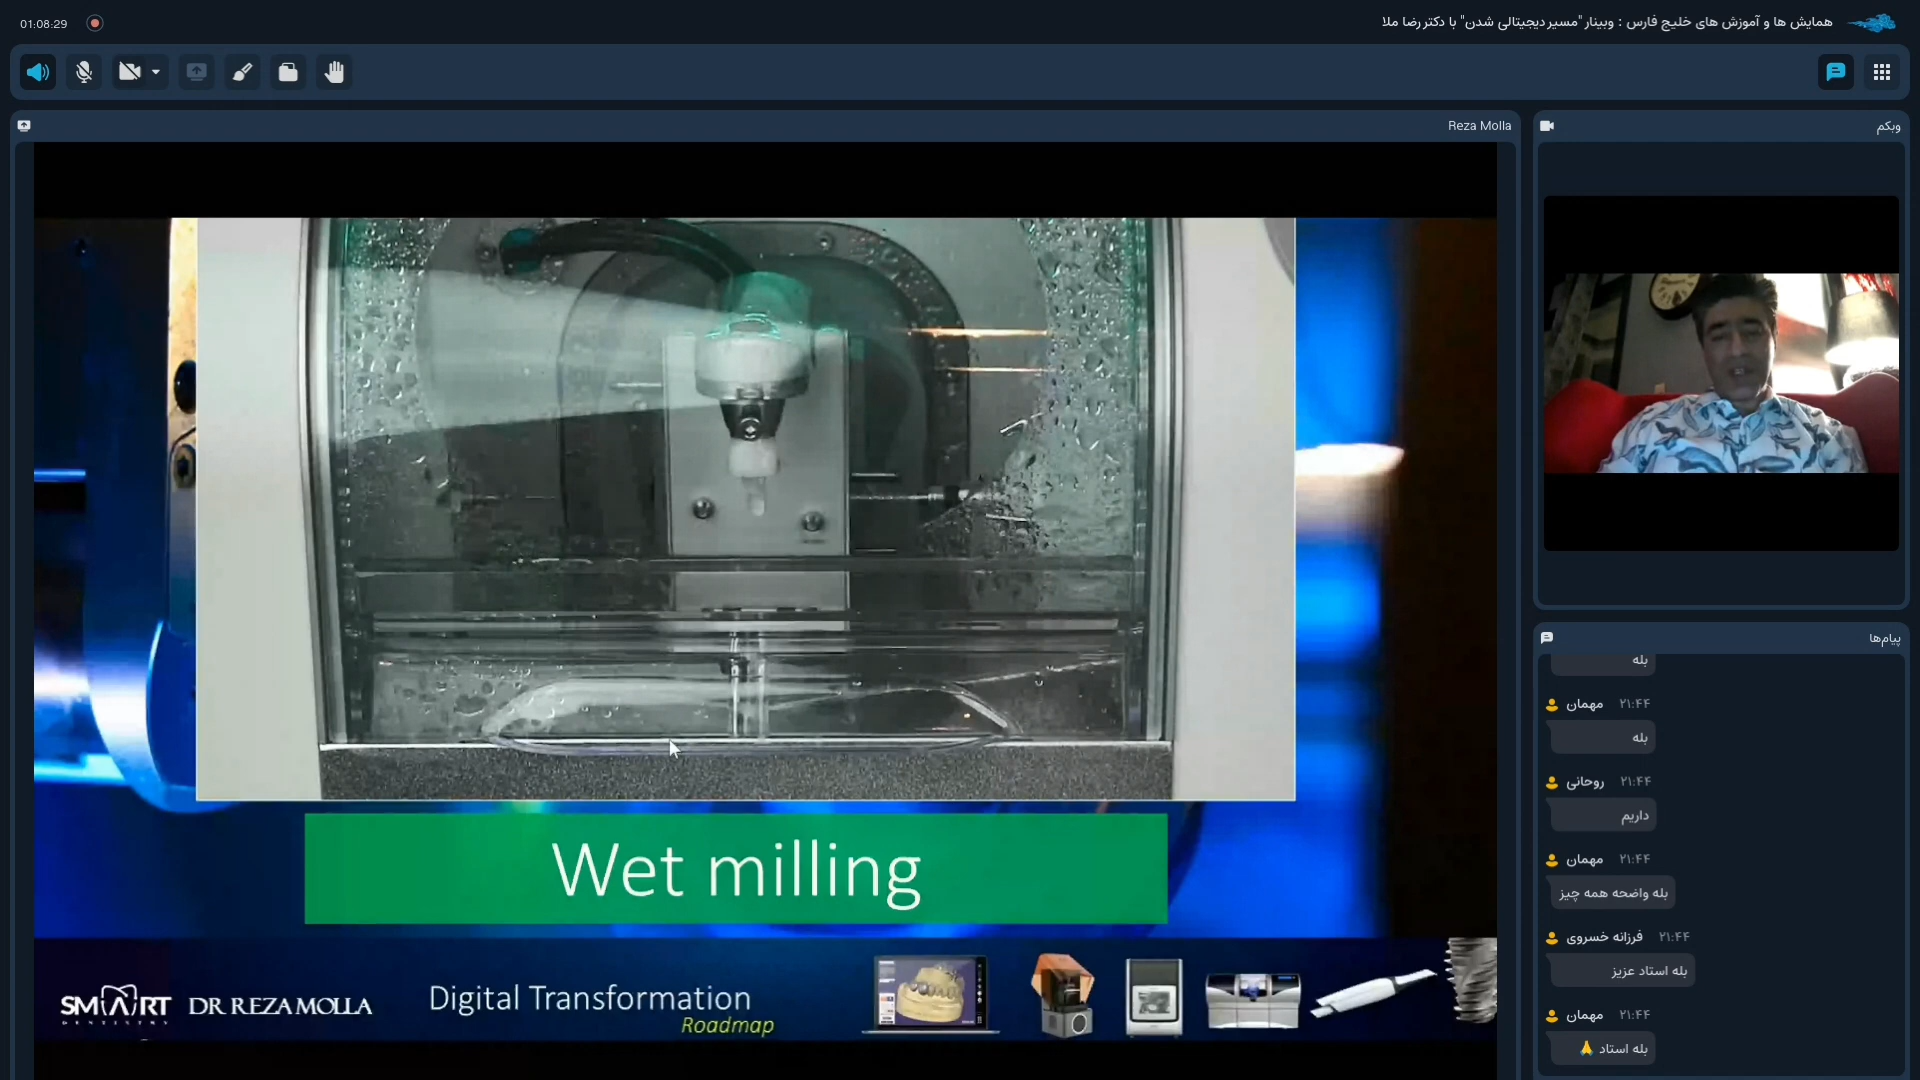 01:08:29
همایش ها و آموزش های خلیج فارس : وبینار "مسیر دیجیتالی شدن" با دکتر رضا ملا
Reza Molla
Wet milling
SMART
DENTISTRY
DR REZA MOLLA
Digital Transformation
Roadmap
وبکم
پیام‌ها
بله
مهمان ۲۱:۴۴
بله
روحانی ۲۱:۴۴
داریم
مهمان ۲۱:۴۴
بله واضحه همه چیز
فرزانه خسروی ۲۱:۴۴
بله استاد عزیز
مهمان ۲۱:۴۴
بله استاد 🙏